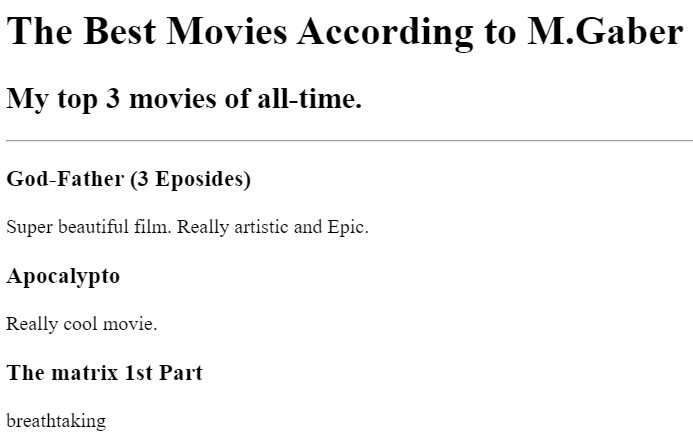 The Best Movies According to M.Gaber
My top 3 movies of all-time.
God-Father (3 Eposides)
Super beautiful film. Really artistic and Epic.
Apocalypto
Really cool movie.
The matrix 1st Part
breathtaking